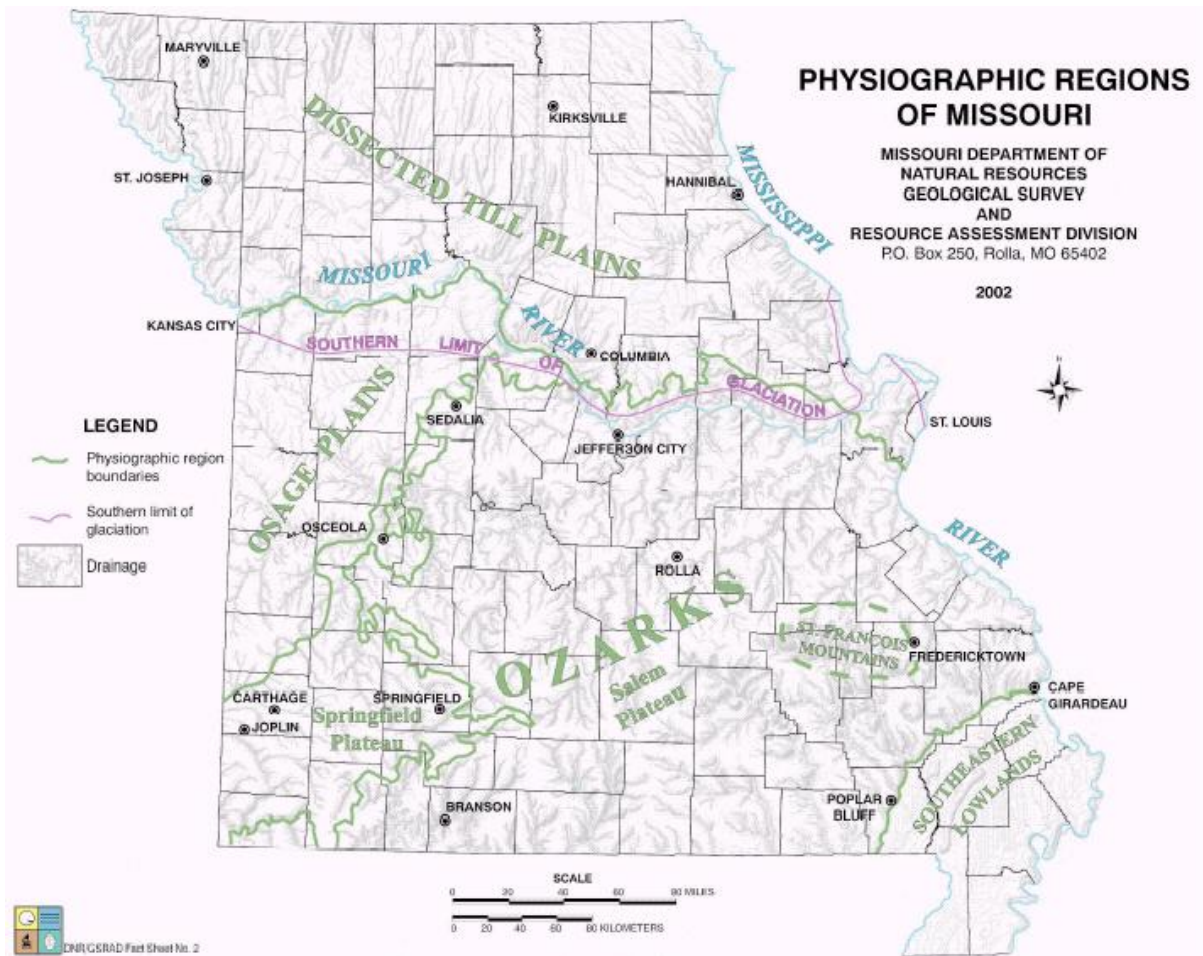 PHYSIOGRAPHIC REGIONS
OF MISSOURI
MISSOURI DEPARTMENT OF
NATURAL RESOURCES
GEOLOGICAL SURVEY
AND
RESOURCE ASSESSMENT DIVISION
P.O. Box 250, Rolla, MO 65402
2002
MARYVILLE
KIRKSVILLE
DISSECTED TILL PLAINS
ST. JOSEPH
HANNIBAL
MISSISSIPPI
MISSOURI
RIVER
KANSAS CITY
SOUTHERN LIMIT OF GLACIATION
COLUMBIA
SEDALIA
JEFFERSON CITY
ST. LOUIS
N
LEGEND
Physiographic region
boundaries
Southern limit of
glaciation
Drainage
OSAGE PLAINS
OSCEOLA
ROLLA
RIVER
OZARKS
Salem
Plateau
ST. FRANCOIS
MOUNTAINS
FREDERICKTOWN
CARTHAGE
JOPLIN
SPRINGFIELD
Springfield
Plateau
CAPE
GIRARDEAU
BRANSON
POPLAR
BLUFF
SOUTHEASTERN
LOWLANDS
SCALE
0 20 40 60 80 MILES
0 20 40 60 80 KILOMETERS
DNR/GSRAD Fact Sheet No. 2